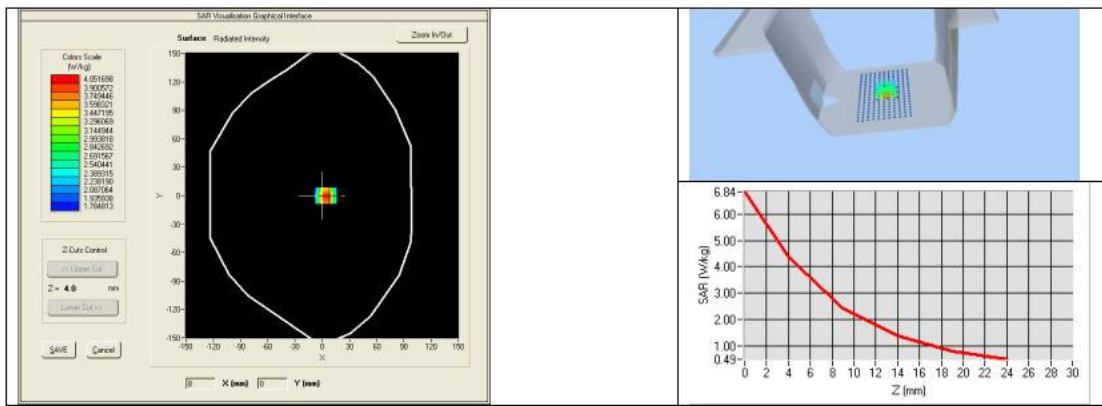 SAR Visualisation Graphical Interface
Surface Radiated Intensity
Zoom In/Out
Colors Scale
(W/kg)
4.051698
3.900572
3.749446
3.598321
3.447195
3.296069
3.144944
2.993818
2.842692
2.691567
2.540441
2.389315
2.238190
2.087064
1.935938
1.784813
Z-Cuts Control
<< Upper Cut
Z = 4.0 mm
Lower Cut >>
SAVE Cancel
150
120
90
60
30
0
-30
-60
-90
-120
-150
Y
-150 -120 -90 -60 -30 0 30 60 90 120 150
X
0 X (mm) 0 Y (mm)
6.84
6.00
5.00
4.00
3.00
2.00
1.00
0.49
SAR (W/kg)
0 2 4 6 8 10 12 14 16 18 20 22 24 26 28 30
Z (mm)